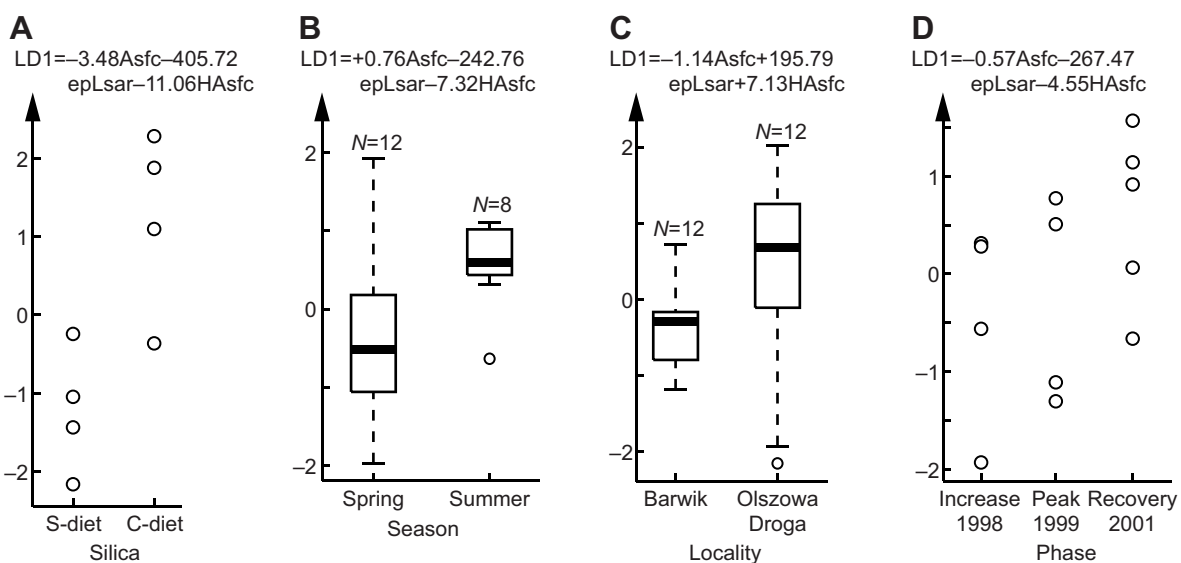 A
LD1=–3.48Asfc–405.72
epLsar–11.06HAsfc
2
1
0
–1
–2
S-diet
C-diet
Silica
B
LD1=+0.76Asfc–242.76
epLsar–7.32HAsfc
N=12
N=8
2
0
–2
Spring
Summer
Season
C
LD1=–1.14Asfc+195.79
epLsar+7.13HAsfc
N=12
N=12
2
0
–2
Barwik
Olszowa
Droga
Locality
D
LD1=–0.57Asfc–267.47
epLsar–4.55HAsfc
1
0
–1
–2
Increase
1998
Peak
1999
Recovery
2001
Phase